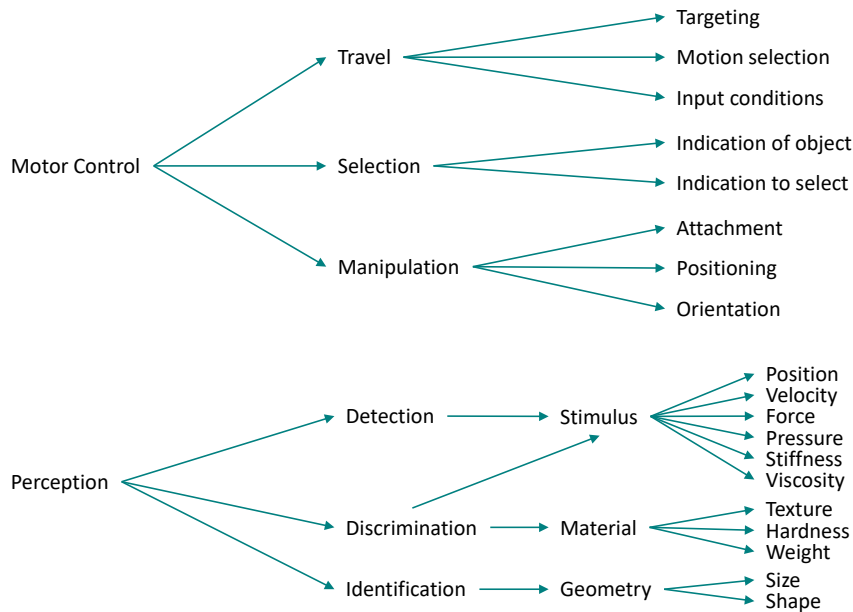 Targeting
Travel
Motion selection
Input conditions
Indication of object
Motor Control
Selection
Indication to select
Attachment
Manipulation
Positioning
Orientation
Position
Velocity
Detection
Stimulus
Force
Pressure
Stiffness
Perception
Viscosity
Texture
Discrimination
Material
Hardness
Weight
Identification
Geometry
Size
Shape